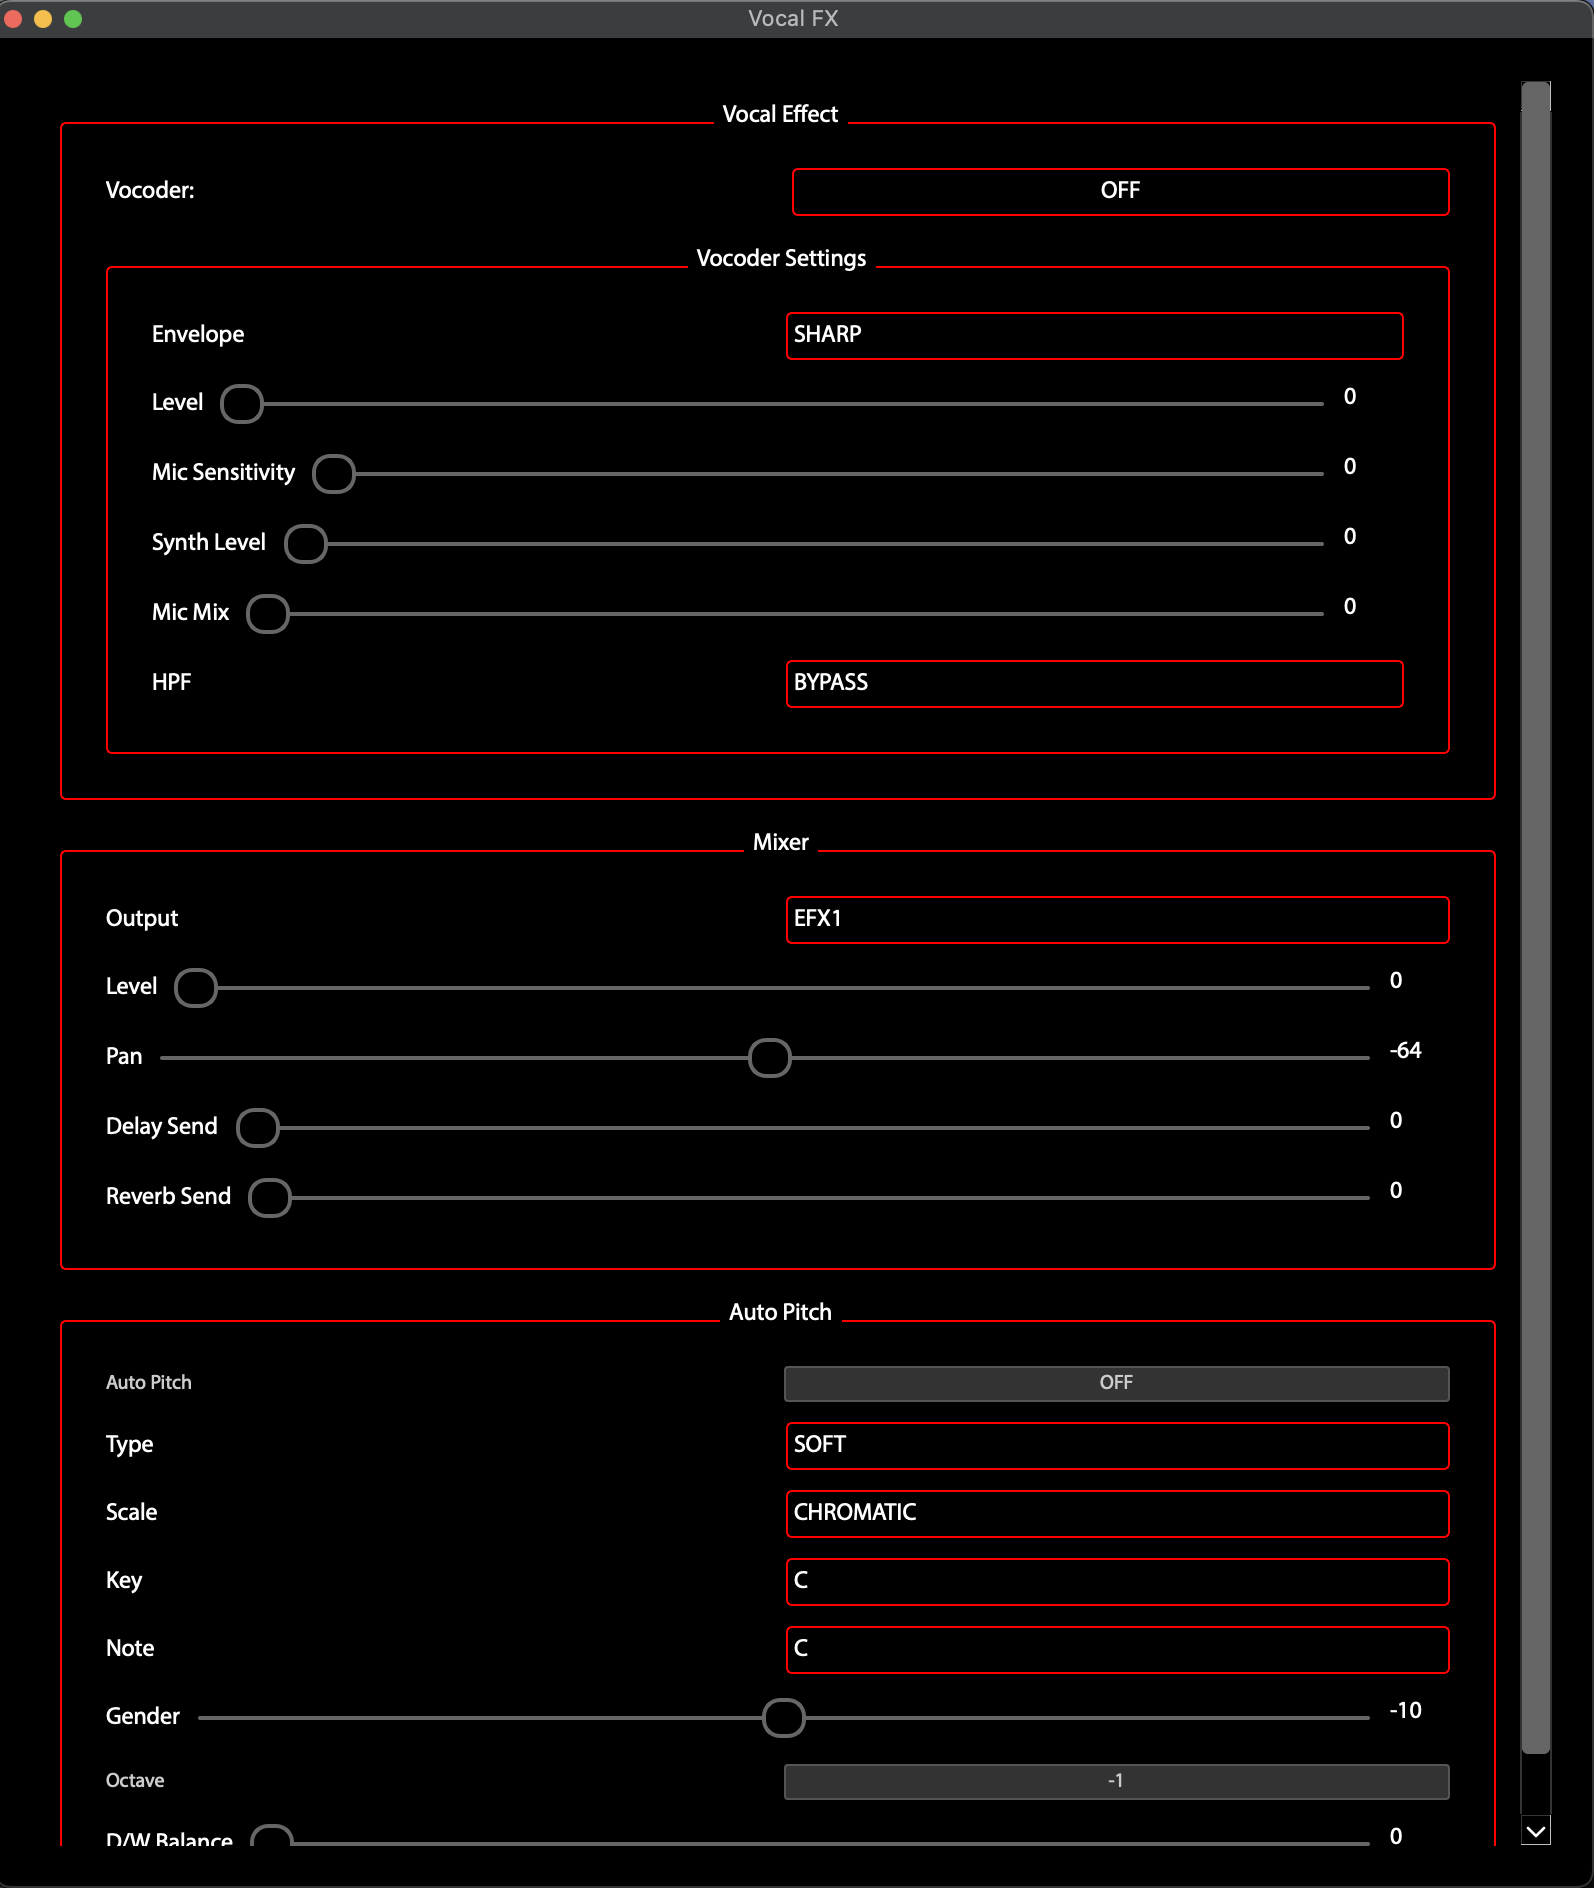 Vocal FX
Vocal Effect
Vocoder: OFF
Vocoder Settings
Envelope SHARP
Level 0
Mic Sensitivity 0
Synth Level 0
Mic Mix 0
HPF BYPASS
Mixer
Output EFX1
Level 0
Pan -64
Delay Send 0
Reverb Send 0
Auto Pitch
Auto Pitch OFF
Type SOFT
Scale CHROMATIC
Key C
Note C
Gender -10
Octave -1
D/W Balance 0